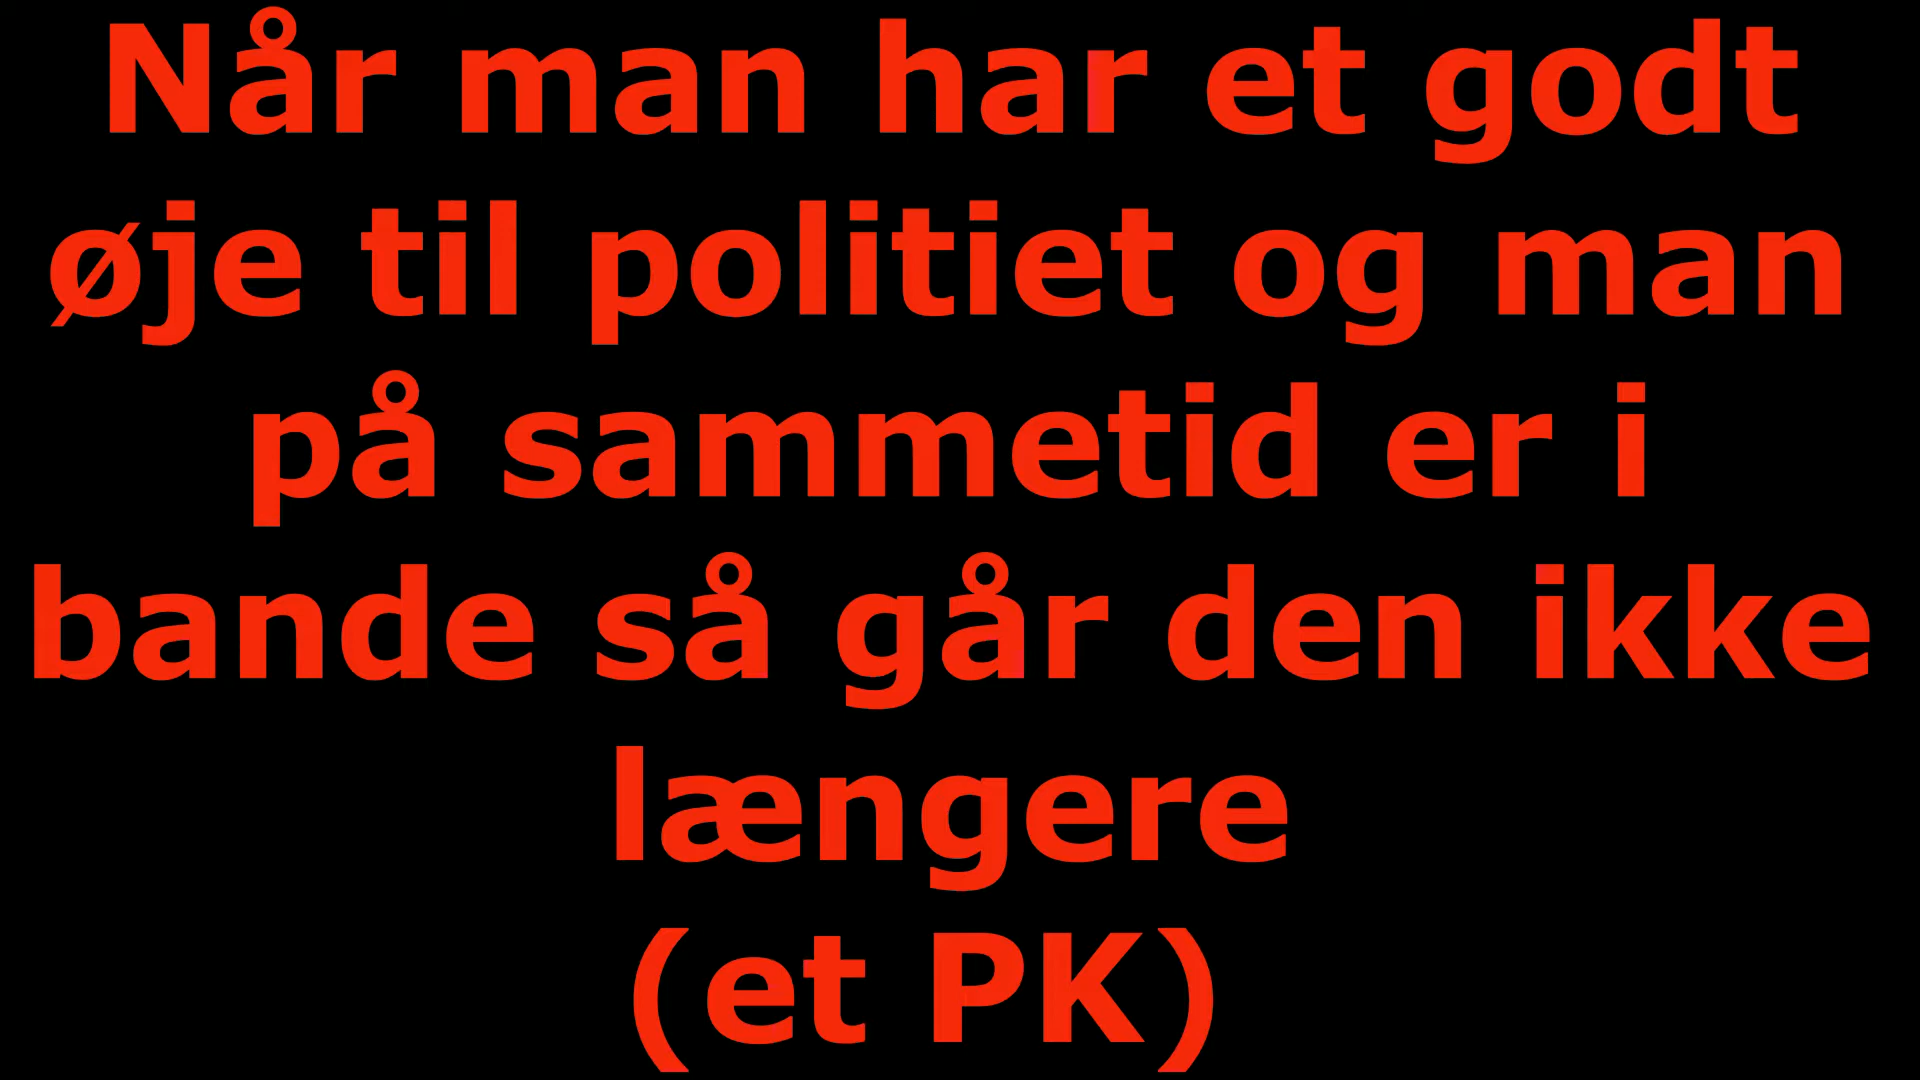 Når man har et godt
øje til politiet og man
på sammetid er i
bande så går den ikke
længere
(et PK)